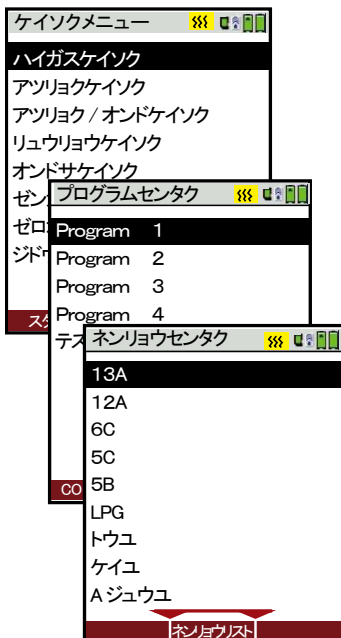 ケイソクメニュー
ハイガスケイソク
アツリョクケイソク
アツリョク / オンドケイソク
リュウリョウケイソク
オンドサケイソク
プログラムセンタク
Program 1
Program 2
Program 3
Program 4
ネンリョウセンタク
13A
12A
6C
5C
5B
LPG
トウユ
ケイユ
A ジュウユ
ネンリョウリスト